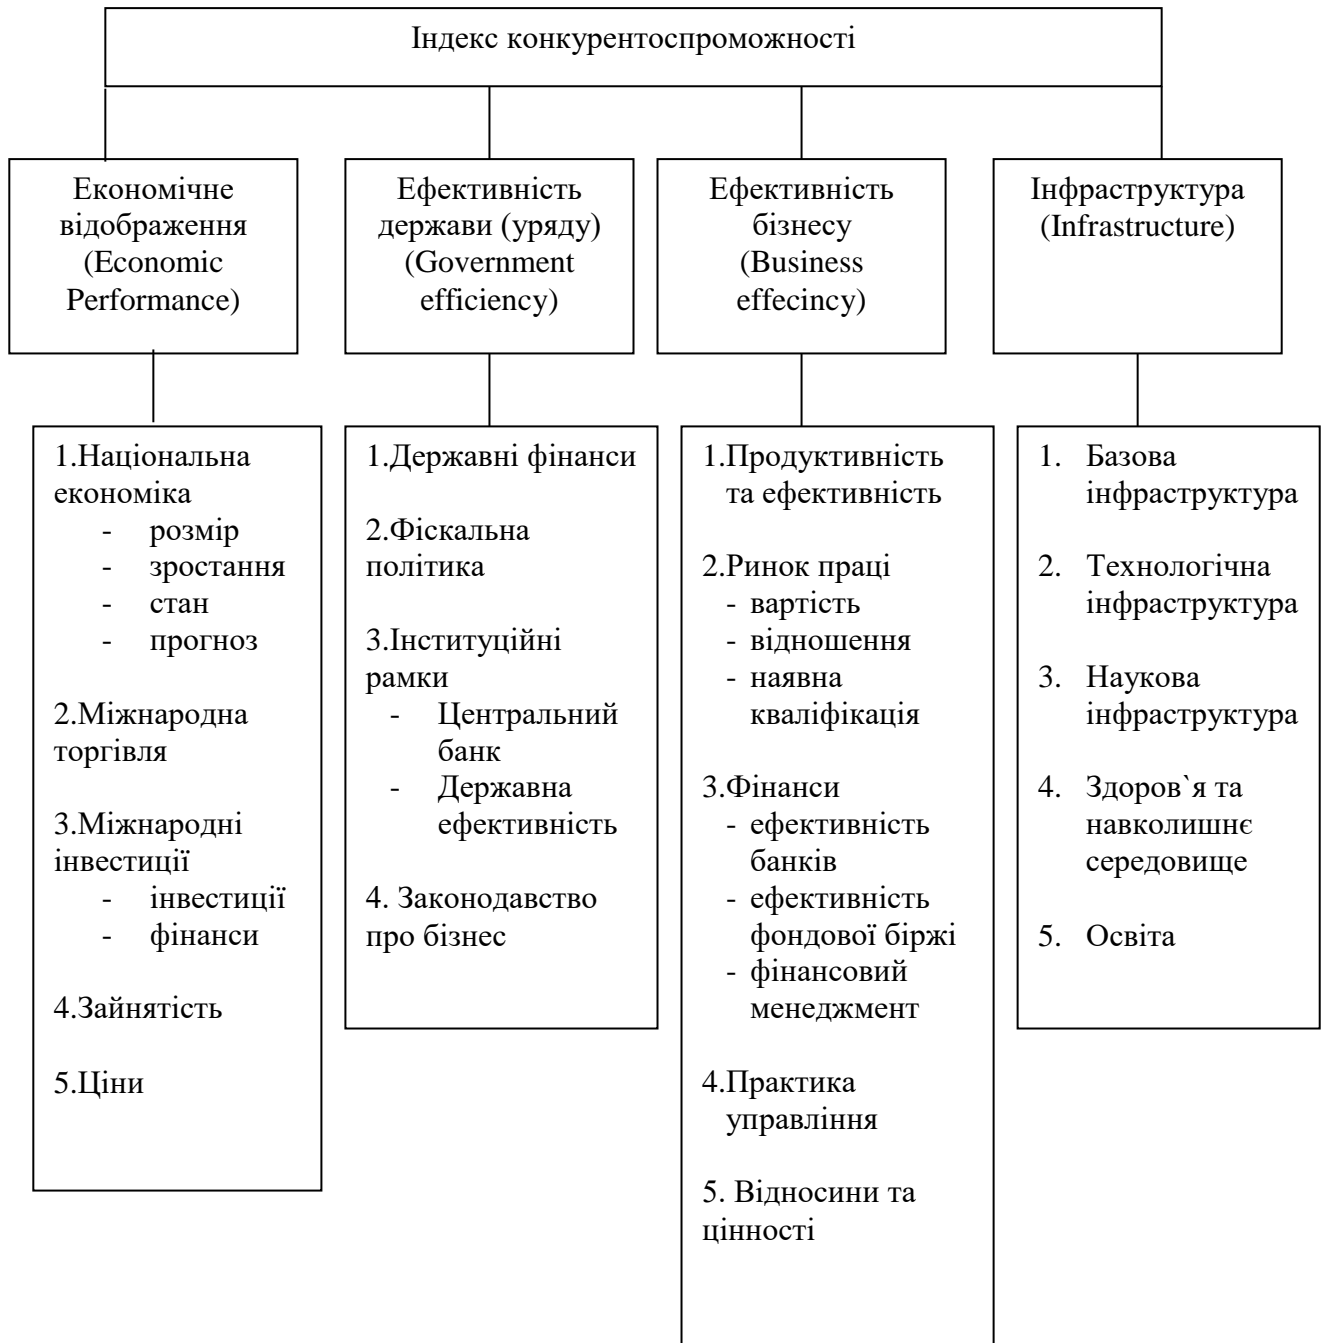 Індекс конкурентоспроможності
Економічне
відображення
(Economic
Performance)
Ефективність
держави (уряду)
(Government
efficiency)
Ефективність
бізнесу
(Business
effecincy)
Інфраструктура
(Infrastructure)
1.Національна
економіка
- розмір
- зростання
- стан
- прогноз
2.Міжнародна
торгівля
3.Міжнародні
інвестиції
- інвестиції
- фінанси
4.Зайнятість
5.Ціни
1.Державні фінанси
2.Фіскальна
політика
3.Інституційні
рамки
- Центральний
банк
- Державна
ефективність
4. Законодавство
про бізнес
1.Продуктивність
та ефективність
2.Ринок праці
- вартість
- відношення
- наявна
кваліфікація
3.Фінанси
- ефективність
банків
- ефективність
фондової біржі
- фінансовий
менеджмент
4.Практика
управління
5. Відносини та
цінності
1. Базова
інфраструктура
2. Технологічна
інфраструктура
3. Наукова
інфраструктура
4. Здоров`я та
навколишнє
середовище
5. Освіта